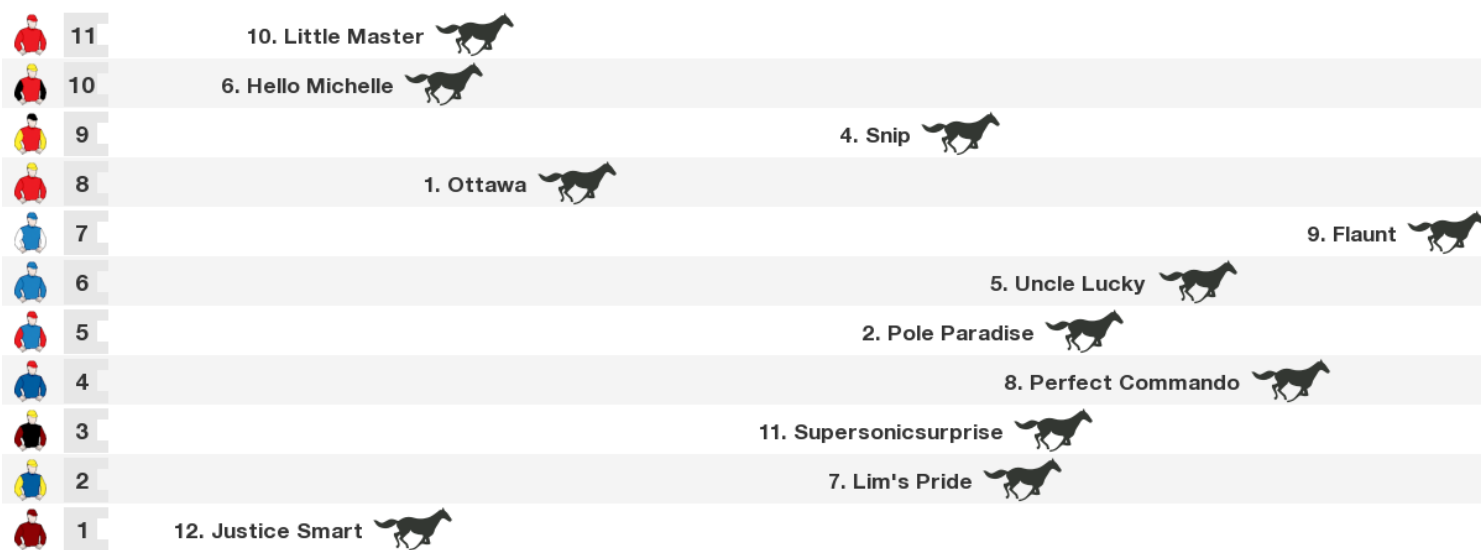 11 10. Little Master
10 6. Hello Michelle
9 4. Snip
8 1. Ottawa
7 9. Flaunt
6 5. Uncle Lucky
5 2. Pole Paradise
4 8. Perfect Commando
3 11. Supersonicsurprise
2 7. Lim's Pride
1 12. Justice Smart